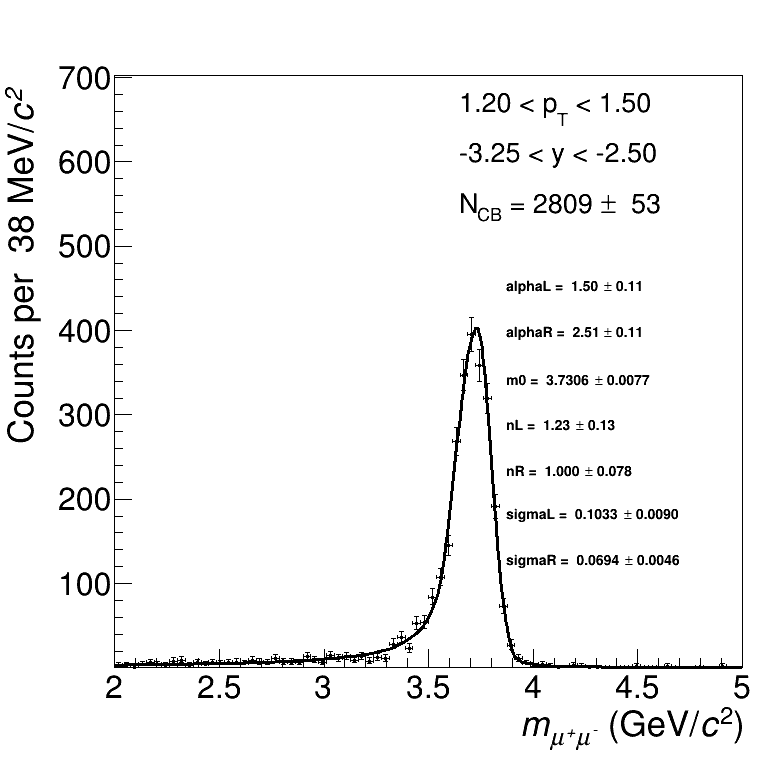 700
600
500
400
300
200
100
Counts per 38 MeV/c²
1.20 < p_T < 1.50
-3.25 < y < -2.50
N_CB = 2809 ± 53
alphaL = 1.50 ± 0.11
alphaR = 2.51 ± 0.11
m0 = 3.7306 ± 0.0077
nL = 1.23 ± 0.13
nR = 1.000 ± 0.078
sigmaL = 0.1033 ± 0.0090
sigmaR = 0.0694 ± 0.0046
2 2.5 3 3.5 4 4.5 5
m_μ⁺μ⁻ (GeV/c²)